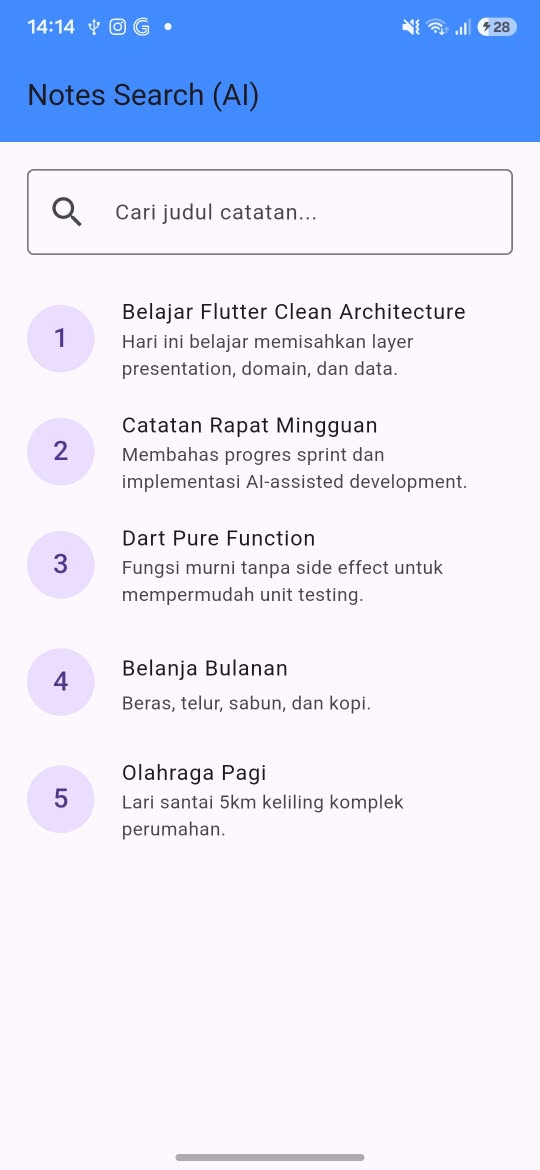 14:14
28
Notes Search (AI)
Cari judul catatan...
1
Belajar Flutter Clean Architecture
Hari ini belajar memisahkan layer
presentation, domain, dan data.
2
Catatan Rapat Mingguan
Membahas progres sprint dan
implementasi AI-assisted development.
3
Dart Pure Function
Fungsi murni tanpa side effect untuk
mempermudah unit testing.
4
Belanja Bulanan
Beras, telur, sabun, dan kopi.
5
Olahraga Pagi
Lari santai 5km keliling komplek
perumahan.